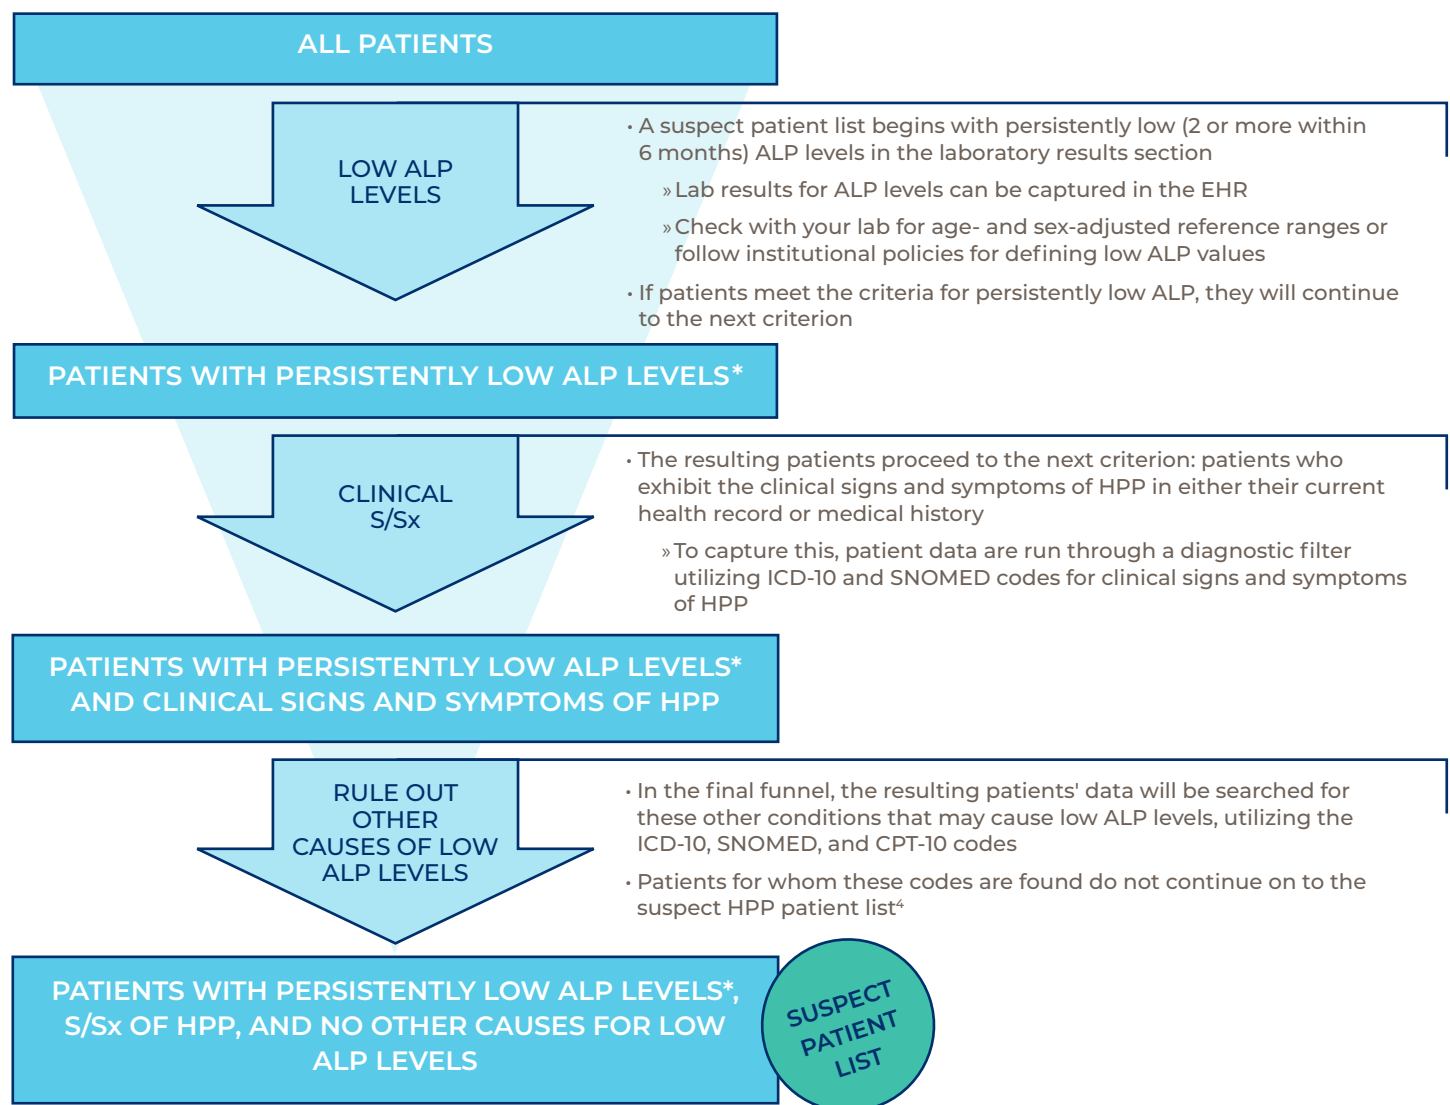 ALL PATIENTS
LOW ALP
LEVELS
· A suspect patient list begins with persistently low (2 or more within
6 months) ALP levels in the laboratory results section
» Lab results for ALP levels can be captured in the EHR
» Check with your lab for age- and sex-adjusted reference ranges or
follow institutional policies for defining low ALP values
· If patients meet the criteria for persistently low ALP, they will continue
to the next criterion
PATIENTS WITH PERSISTENTLY LOW ALP LEVELS*
CLINICAL
S/Sx
· The resulting patients proceed to the next criterion: patients who
exhibit the clinical signs and symptoms of HPP in either their current
health record or medical history
» To capture this, patient data are run through a diagnostic filter
utilizing ICD-10 and SNOMED codes for clinical signs and symptoms
of HPP
PATIENTS WITH PERSISTENTLY LOW ALP LEVELS*
AND CLINICAL SIGNS AND SYMPTOMS OF HPP
RULE OUT
OTHER
CAUSES OF LOW
ALP LEVELS
· In the final funnel, the resulting patients' data will be searched for
these other conditions that may cause low ALP levels, utilizing the
ICD-10, SNOMED, and CPT-10 codes
· Patients for whom these codes are found do not continue on to the
suspect HPP patient list⁴
PATIENTS WITH PERSISTENTLY LOW ALP LEVELS*,
S/Sx OF HPP, AND NO OTHER CAUSES FOR LOW
ALP LEVELS
SUSPECT
PATIENT
LIST